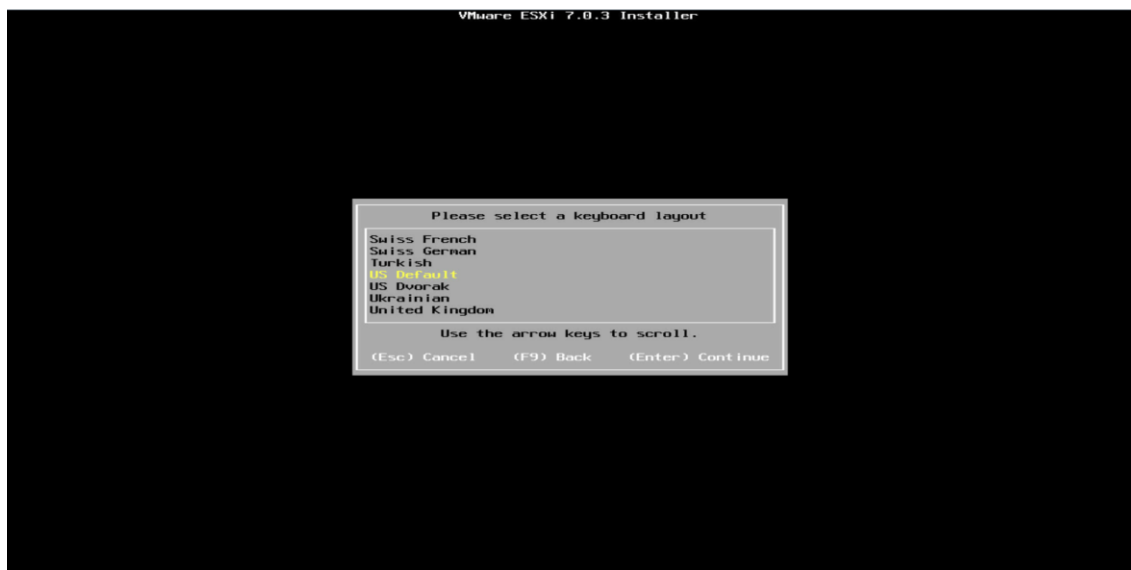 VMware ESXi 7.0.3 Installer
Please select a keyboard layout
Swiss French
Swiss German
Turkish
US Default
US Dvorak
Ukrainian
United Kingdom
Use the arrow keys to scroll.
(Esc) Cancel (F9) Back (Enter) Continue